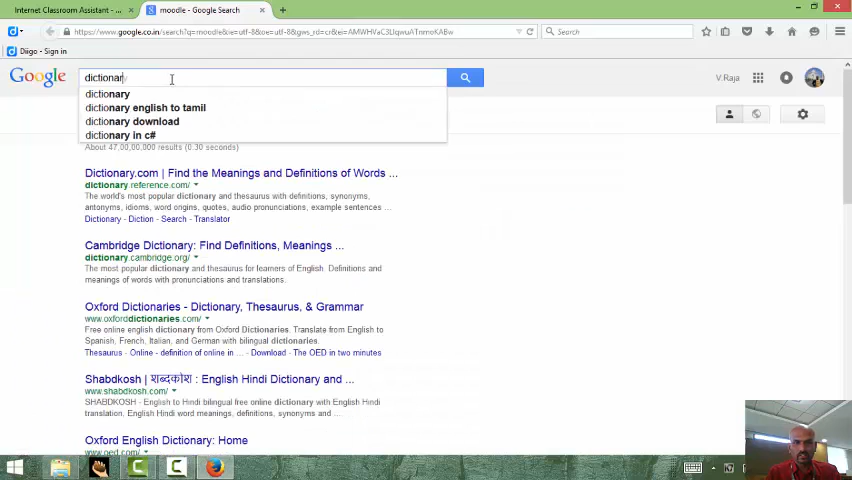 Internet Classroom Assistant - ... ×
moodle - Google Search ×
+
https://www.google.co.in/search?q=moodle&ie=utf-8&oe=utf-8&gws_rd=cr&ei=
Search
Diigo - Sign in
Google
dictionary
V.Raja
dictionary
dictionary english to tamil
dictionary download
dictionary in c#
About 47,00,00,000 results (0.30 seconds)
Dictionary.com | Find the Meanings and Definitions of Words ...
dictionary.reference.com/
The world's most popular dictionary and thesaurus with definitions, synonyms,
antonyms, idioms, word origins, quotes, audio pronunciations, example sentences ...
Dictionary - Diction - Search - Translator
Cambridge Dictionary: Find Definitions, Meanings ...
dictionary.cambridge.org/
The most popular dictionary and thesaurus for learners of English. Definitions and
meanings of words with pronunciations and translations.
Oxford Dictionaries - Dictionary, Thesaurus, & Grammar
www.oxforddictionaries.com/
Free online english dictionary from Oxford Dictionaries. Translate from English to
Spanish, French, Italian, and German with bilingual dictionaries.
Thesaurus - Online - definition of online in ... - Download - The OED in two minutes
Shabdkosh | शब्दकोश : English Hindi Dictionary and ...
www.shabdkosh.com/
SHABDKOSH - English to Hindi bilingual free online dictionary with English Hindi
translation, English Hindi word meanings, definitions, synonyms and ...
Oxford English Dictionary: Home
www.oed.com/